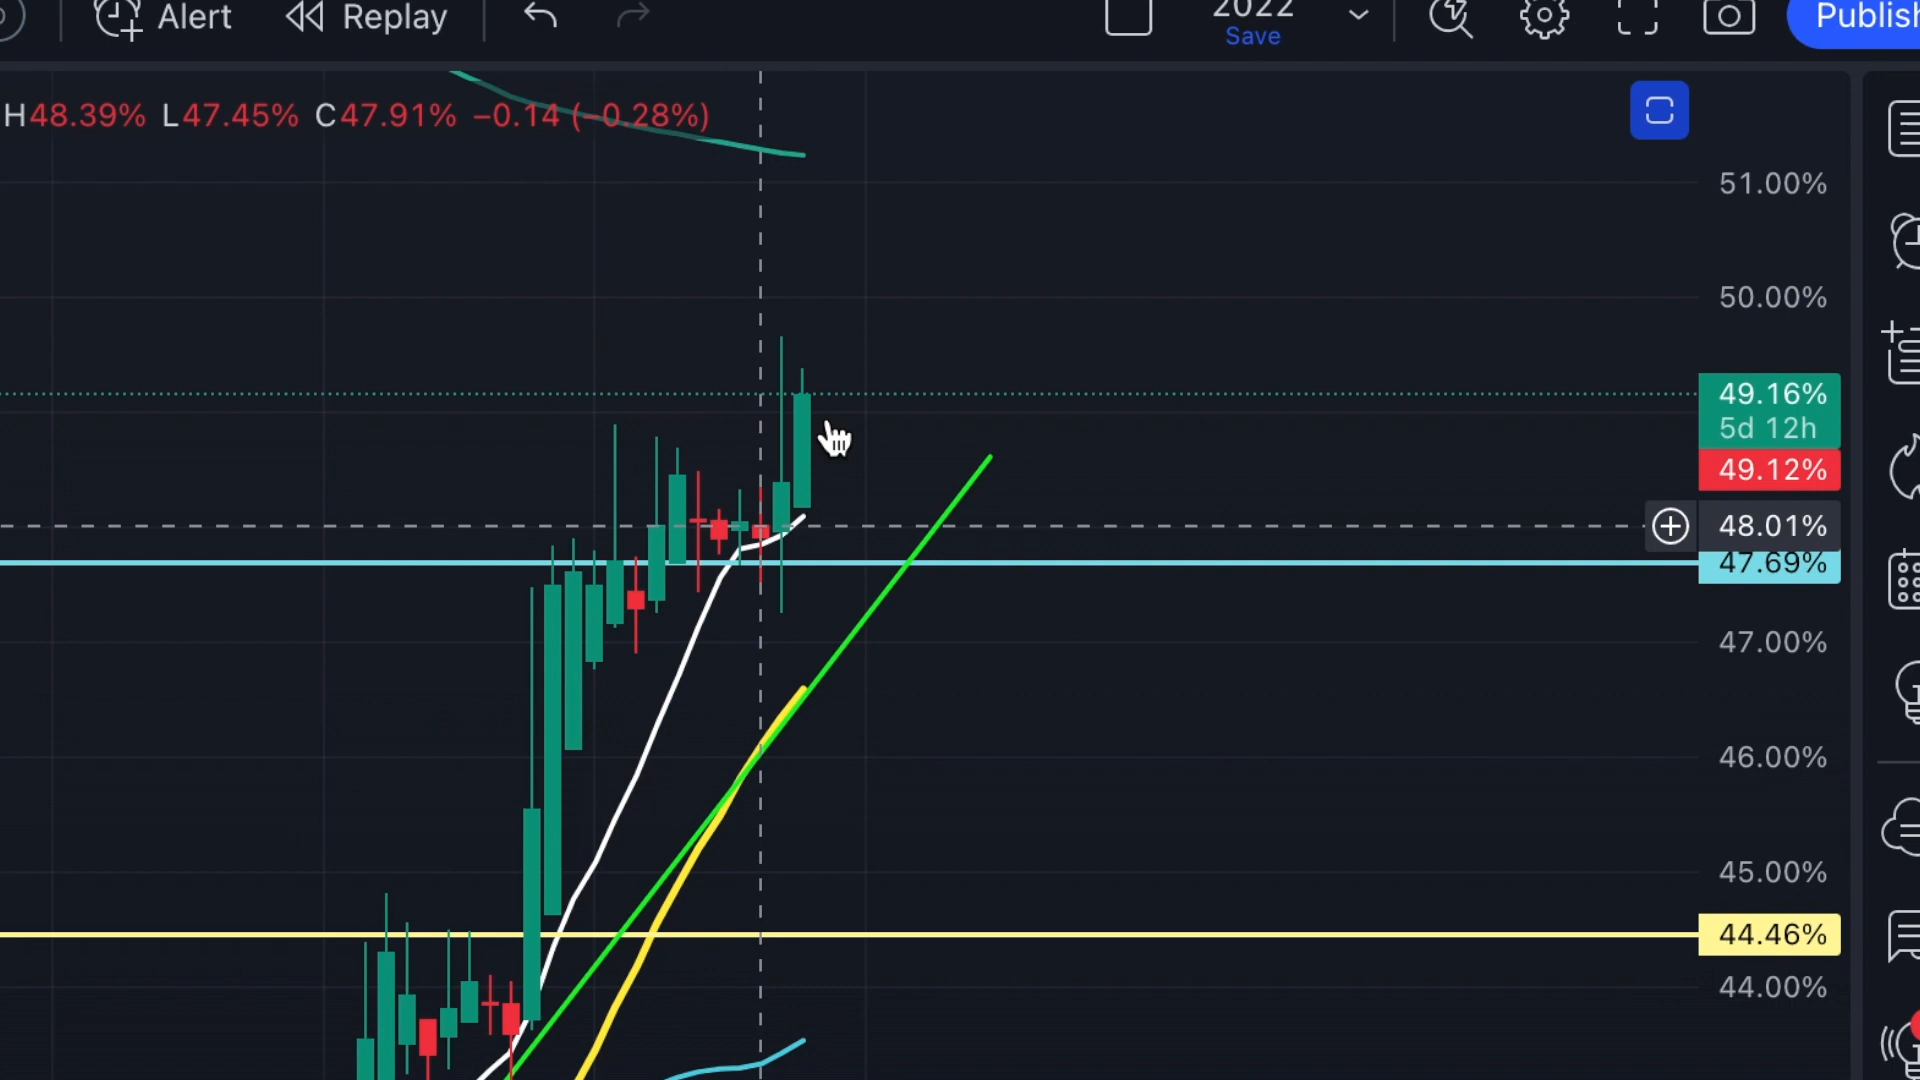 Alert Replay 2022 Publish
Save
H48.39% L47.45% C47.91% −0.14 (−0.28%)
51.00%
50.00%
49.16%
5d 12h
49.12%
48.01%
47.69%
47.00%
46.00%
45.00%
44.46%
44.00%